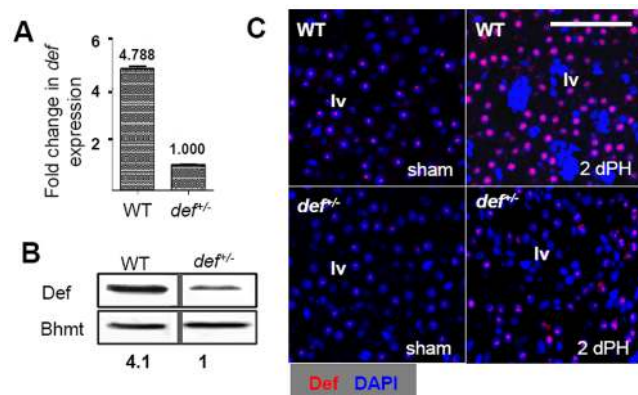 A
6
4
2
Fold change in def
expression
4.788
1.000
WT
def+/-
B
WT
def+/-
Def
Bhmt
4.1
1
C
WT
lv
sham
WT
lv
2 dPH
def+/-
lv
sham
def+/-
lv
2 dPH
Def DAPI